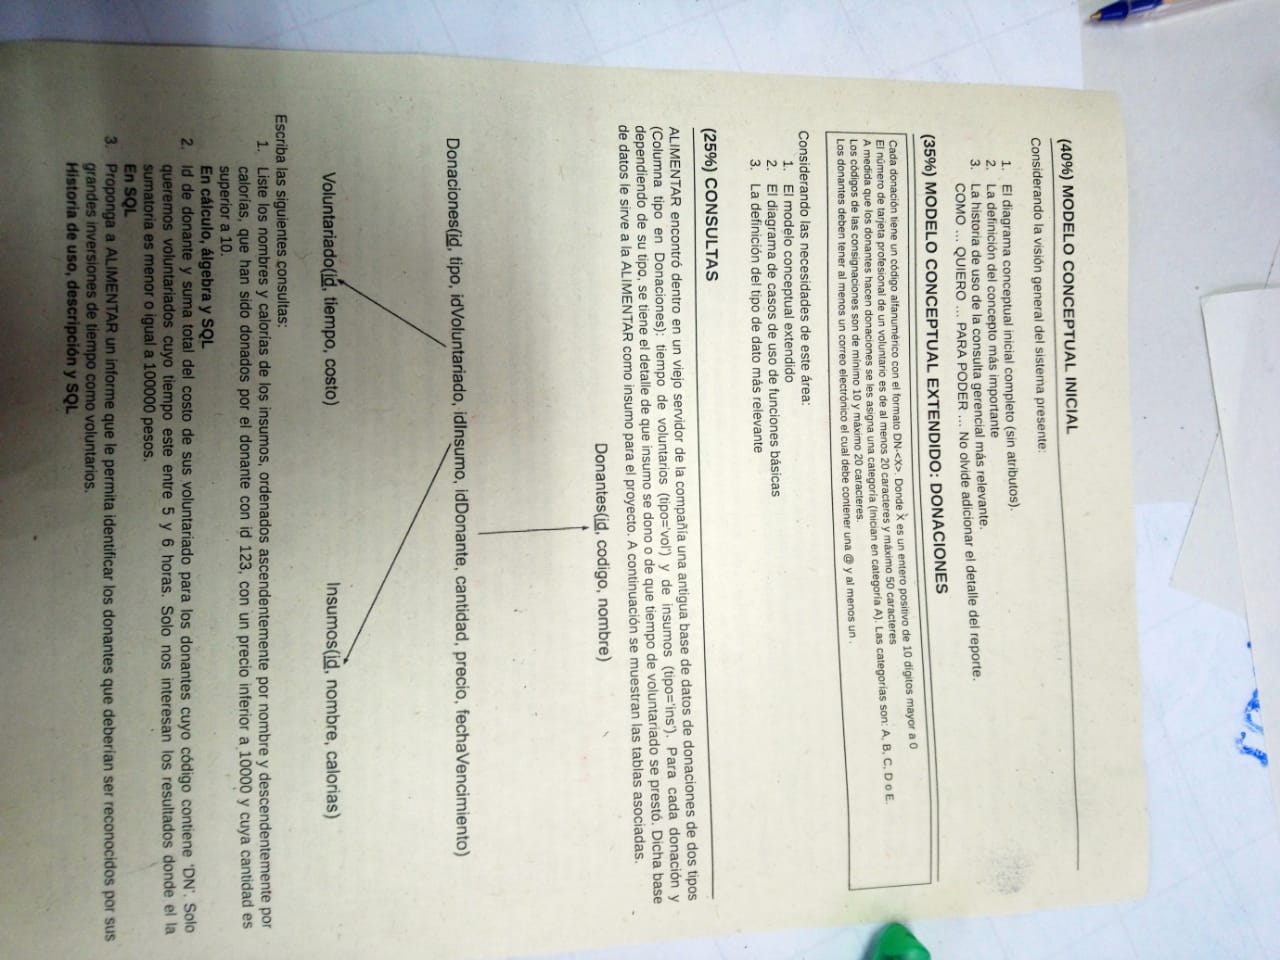 (40%) MODELO CONCEPTUAL INICIAL
Considerando la visión general del sistema presente:
1. El diagrama conceptual inicial completo (sin atributos).
2. La definición del concepto más importante
3. La historia de uso de la consulta gerencial más relevante.
COMO ... QUIERO ... PARA PODER ... No olvide adicionar el detalle del reporte.
(35%) MODELO CONCEPTUAL EXTENDIDO: DONACIONES
Cada donación tiene un código alfanumérico con el formato DN-<X>. Donde X es un entero positivo de 10 dígitos mayor a 0
El número de tarjeta profesional de un voluntario es de al menos 20 caracteres y máximo 50 caracteres
A medida que los donantes hacen donaciones se les asigna una categoría (Inician en categoría A). Las categorías son: A, B, C, D o E.
Los códigos de las consignaciones son de mínimo 10 y máximo 20 caracteres.
Los donantes deben tener al menos un correo electrónico el cual debe contener una @ y al menos un .
Considerando las necesidades de este área:
1. El modelo conceptual extendido
2. El diagrama de casos de uso de funciones básicas
3. La definición del tipo de dato más relevante
(25%) CONSULTAS
ALIMENTAR encontró dentro en un viejo servidor de la compañía una antigua base de datos de donaciones de dos tipos
(Columna tipo en Donaciones): tiempo de voluntarios (tipo='vol') y de insumos (tipo='ins'). Para cada donación y
dependiendo de su tipo, se tiene el detalle de que insumo se dono o de que tiempo de voluntariado se prestó. Dicha base
de datos le sirve a la ALIMENTAR como insumo para el proyecto. A continuación se muestran las tablas asociadas.
Donantes(id, codigo, nombre)
Donaciones(id, tipo, idVoluntariado, idInsumo, idDonante, cantidad, precio, fechaVencimiento)
Voluntariado(id, tiempo, costo)
Insumos(id, nombre, calorias)
Escriba las siguientes consultas:
1. Liste los nombres y calorías de los insumos, ordenados ascendentemente por nombre y descendentemente por
calorías, que han sido donados por el donante con id 123, con un precio inferior a 10000 y cuya cantidad es
superior a 10.
En cálculo, álgebra y SQL
2. Id de donante y suma total del costo de sus voluntariado para los donantes cuyo código contiene 'DN'. Solo
queremos voluntariados cuyo tiempo este entre 5 y 6 horas. Solo nos interesan los resultados donde el la
sumatoria es menor o igual a 100000 pesos.
En SQL
3. Proponga a ALIMENTAR un informe que le permita identificar los donantes que deberían ser reconocidos por sus
grandes inversiones de tiempo como voluntarios.
Historia de uso, descripción y SQL